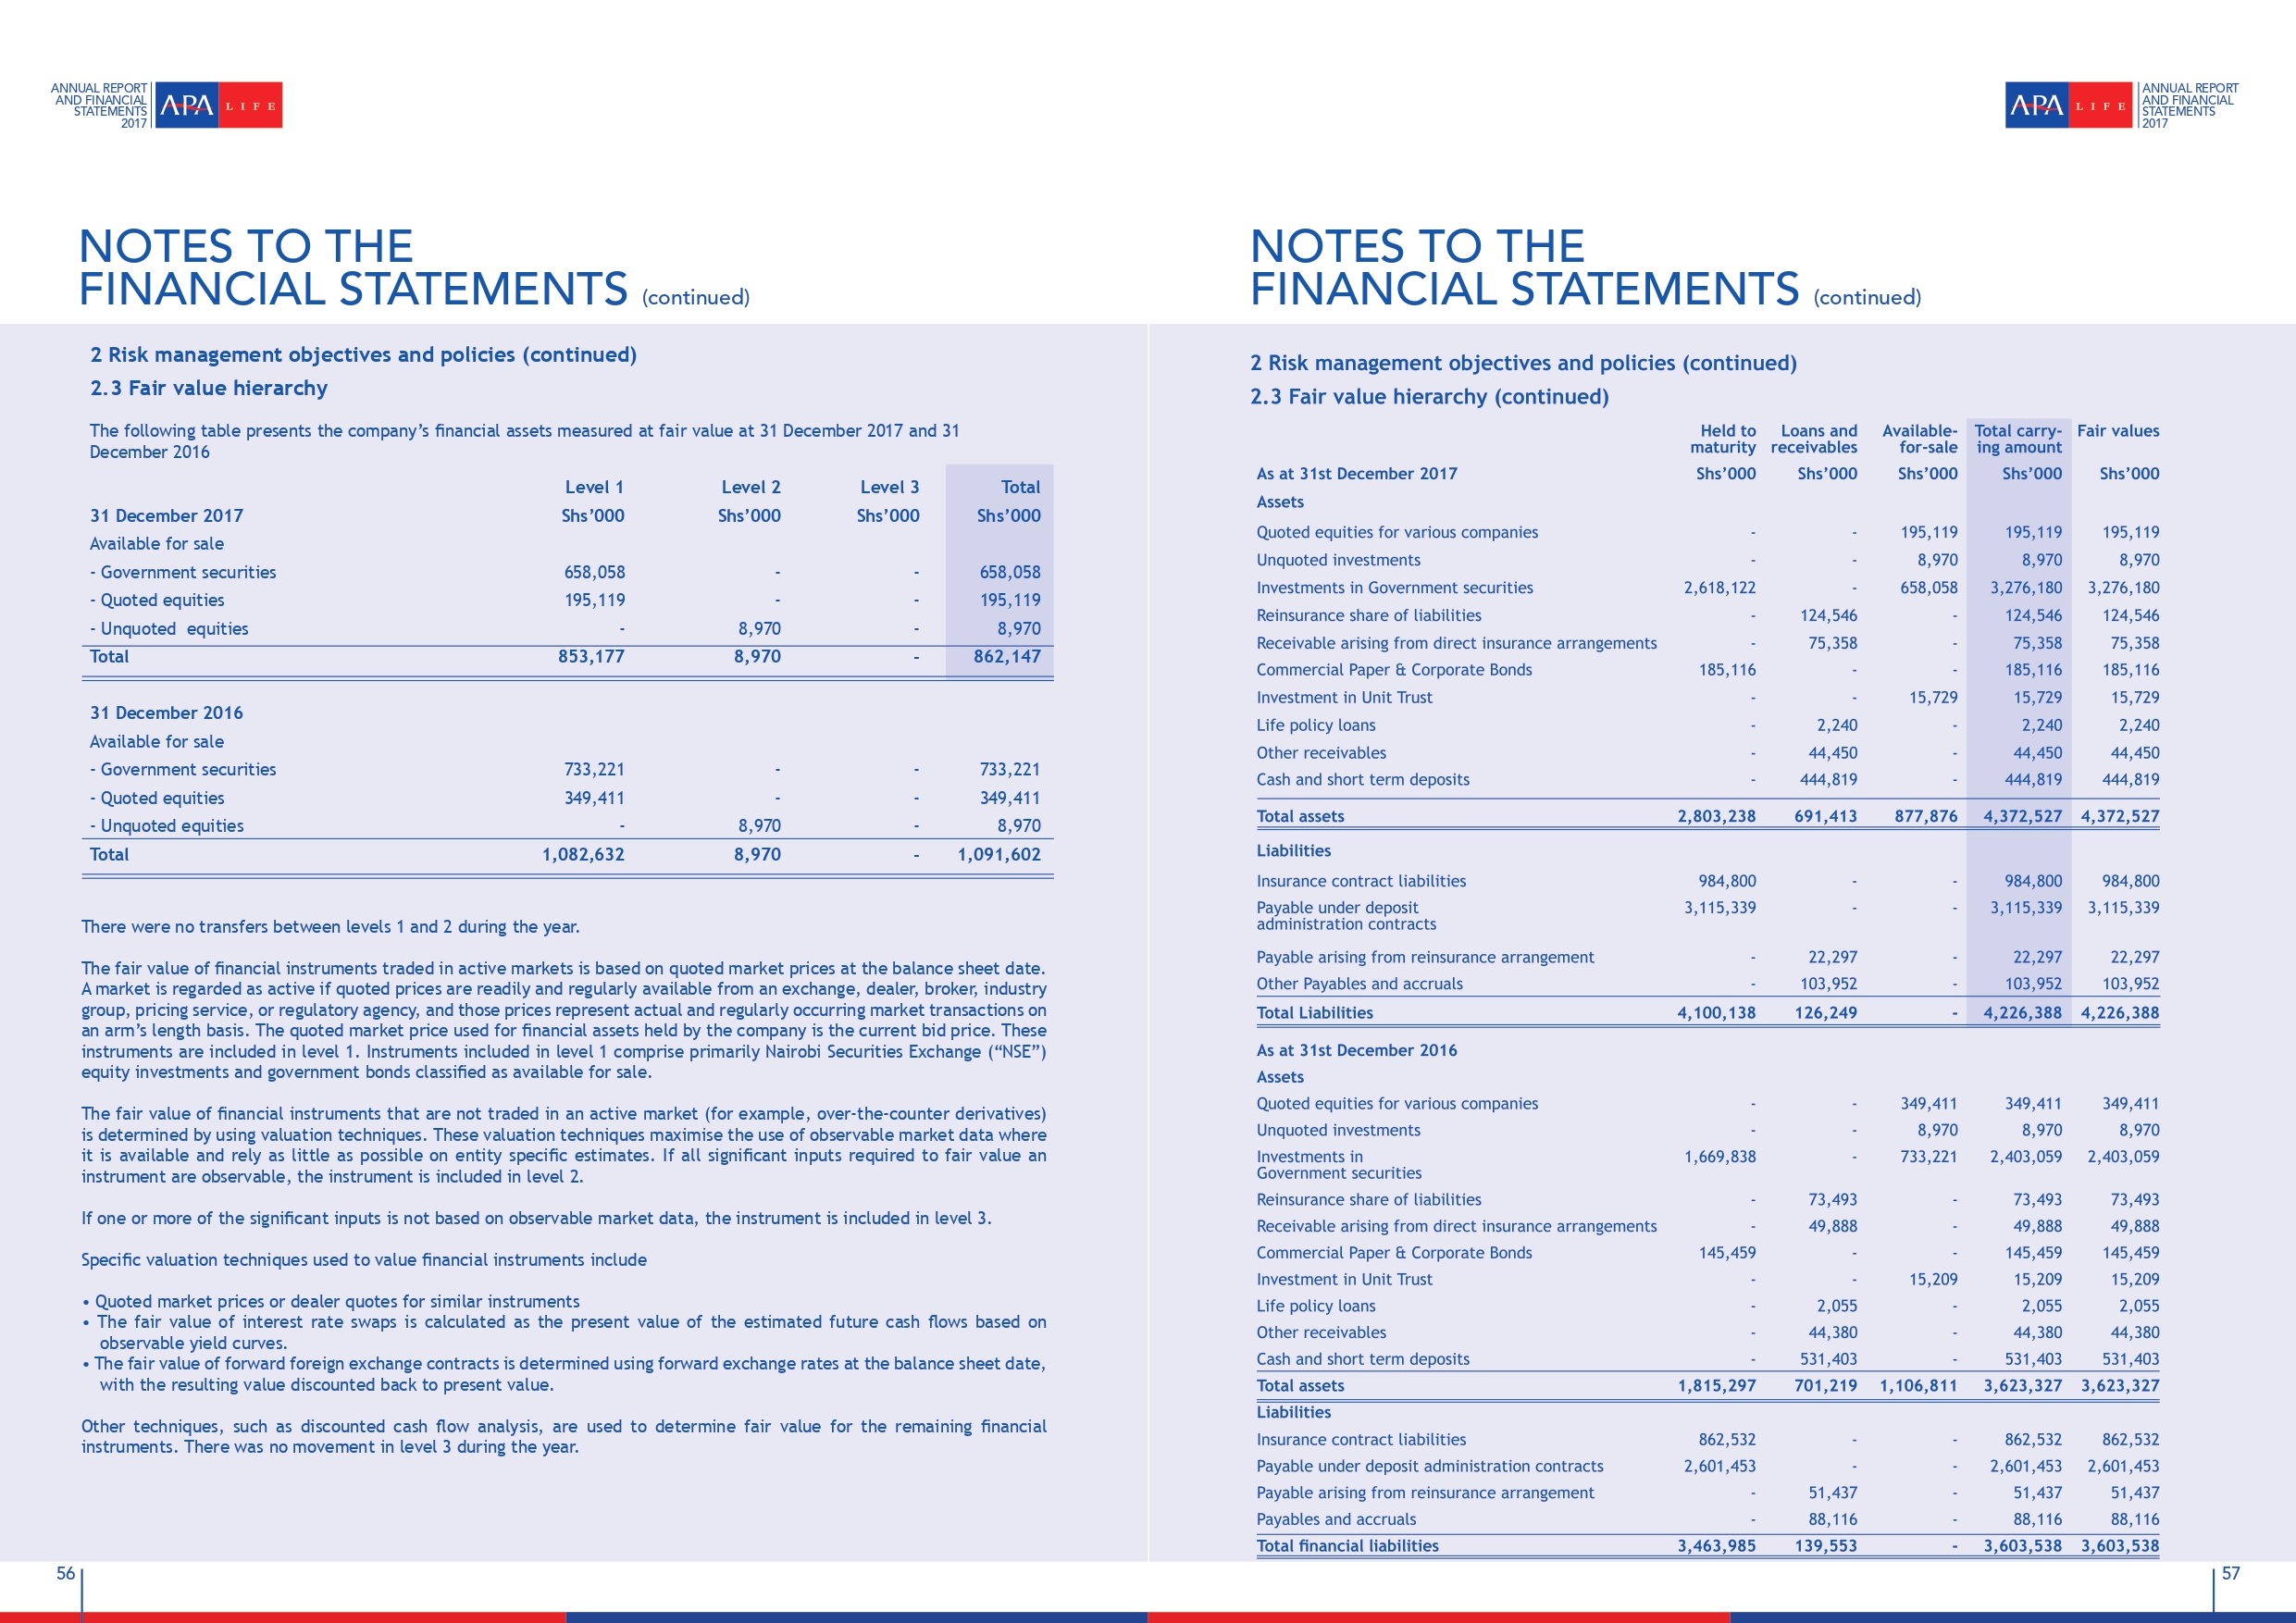 ANNUAL REPORT
AND FINANCIAL
STATEMENTS
2017
APA LIFE
NOTES TO THE
FINANCIAL STATEMENTS (continued)
2 Risk management objectives and policies (continued)
2.3 Fair value hierarchy
The following table presents the company’s financial assets measured at fair value at 31 December 2017 and 31
December 2016
Level 1 Level 2 Level 3 Total
31 December 2017 Shs’000 Shs’000 Shs’000 Shs’000
Available for sale
- Government securities 658,058 - - 658,058
- Quoted equities 195,119 - - 195,119
- Unquoted equities - 8,970 - 8,970
Total 853,177 8,970 - 862,147
31 December 2016
Available for sale
- Government securities 733,221 - - 733,221
- Quoted equities 349,411 - - 349,411
- Unquoted equities - 8,970 - 8,970
Total 1,082,632 8,970 - 1,091,602
There were no transfers between levels 1 and 2 during the year.
The fair value of financial instruments traded in active markets is based on quoted market prices at the balance sheet date.
A market is regarded as active if quoted prices are readily and regularly available from an exchange, dealer, broker, industry
group, pricing service, or regulatory agency, and those prices represent actual and regularly occurring market transactions on
an arm’s length basis. The quoted market price used for financial assets held by the company is the current bid price. These
instruments are included in level 1. Instruments included in level 1 comprise primarily Nairobi Securities Exchange (“NSE”)
equity investments and government bonds classified as available for sale.
The fair value of financial instruments that are not traded in an active market (for example, over-the-counter derivatives)
is determined by using valuation techniques. These valuation techniques maximise the use of observable market data where
it is available and rely as little as possible on entity specific estimates. If all significant inputs required to fair value an
instrument are observable, the instrument is included in level 2.
If one or more of the significant inputs is not based on observable market data, the instrument is included in level 3.
Specific valuation techniques used to value financial instruments include
• Quoted market prices or dealer quotes for similar instruments
• The fair value of interest rate swaps is calculated as the present value of the estimated future cash flows based on
observable yield curves.
• The fair value of forward foreign exchange contracts is determined using forward exchange rates at the balance sheet date,
with the resulting value discounted back to present value.
Other techniques, such as discounted cash flow analysis, are used to determine fair value for the remaining financial
instruments. There was no movement in level 3 during the year.
56
APA LIFE
ANNUAL REPORT
AND FINANCIAL
STATEMENTS
2017
NOTES TO THE
FINANCIAL STATEMENTS (continued)
2 Risk management objectives and policies (continued)
2.3 Fair value hierarchy (continued)
Held to Loans and Available- Total carry- Fair values
maturity receivables for-sale ing amount
As at 31st December 2017 Shs’000 Shs’000 Shs’000 Shs’000 Shs’000
Assets
Quoted equities for various companies - - 195,119 195,119 195,119
Unquoted investments - - 8,970 8,970 8,970
Investments in Government securities 2,618,122 - 658,058 3,276,180 3,276,180
Reinsurance share of liabilities - 124,546 - 124,546 124,546
Receivable arising from direct insurance arrangements - 75,358 - 75,358 75,358
Commercial Paper & Corporate Bonds 185,116 - - 185,116 185,116
Investment in Unit Trust - - 15,729 15,729 15,729
Life policy loans - 2,240 - 2,240 2,240
Other receivables - 44,450 - 44,450 44,450
Cash and short term deposits - 444,819 - 444,819 444,819
Total assets 2,803,238 691,413 877,876 4,372,527 4,372,527
Liabilities
Insurance contract liabilities 984,800 - - 984,800 984,800
Payable under deposit 3,115,339 - - 3,115,339 3,115,339
administration contracts
Payable arising from reinsurance arrangement - 22,297 - 22,297 22,297
Other Payables and accruals - 103,952 - 103,952 103,952
Total Liabilities 4,100,138 126,249 - 4,226,388 4,226,388
As at 31st December 2016
Assets
Quoted equities for various companies - - 349,411 349,411 349,411
Unquoted investments - - 8,970 8,970 8,970
Investments in 1,669,838 - 733,221 2,403,059 2,403,059
Government securities
Reinsurance share of liabilities - 73,493 - 73,493 73,493
Receivable arising from direct insurance arrangements - 49,888 - 49,888 49,888
Commercial Paper & Corporate Bonds 145,459 - - 145,459 145,459
Investment in Unit Trust - - 15,209 15,209 15,209
Life policy loans - 2,055 - 2,055 2,055
Other receivables - 44,380 - 44,380 44,380
Cash and short term deposits - 531,403 - 531,403 531,403
Total assets 1,815,297 701,219 1,106,811 3,623,327 3,623,327
Liabilities
Insurance contract liabilities 862,532 - - 862,532 862,532
Payable under deposit administration contracts 2,601,453 - - 2,601,453 2,601,453
Payable arising from reinsurance arrangement - 51,437 - 51,437 51,437
Payables and accruals - 88,116 - 88,116 88,116
Total financial liabilities 3,463,985 139,553 - 3,603,538 3,603,538
57